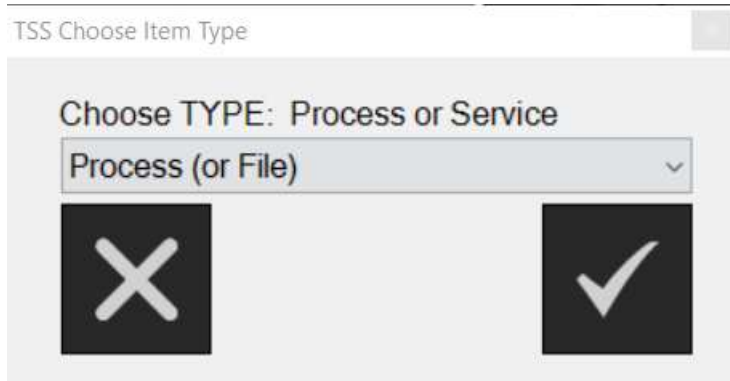 TSS Choose Item Type
Choose TYPE: Process or Service
Process (or File)